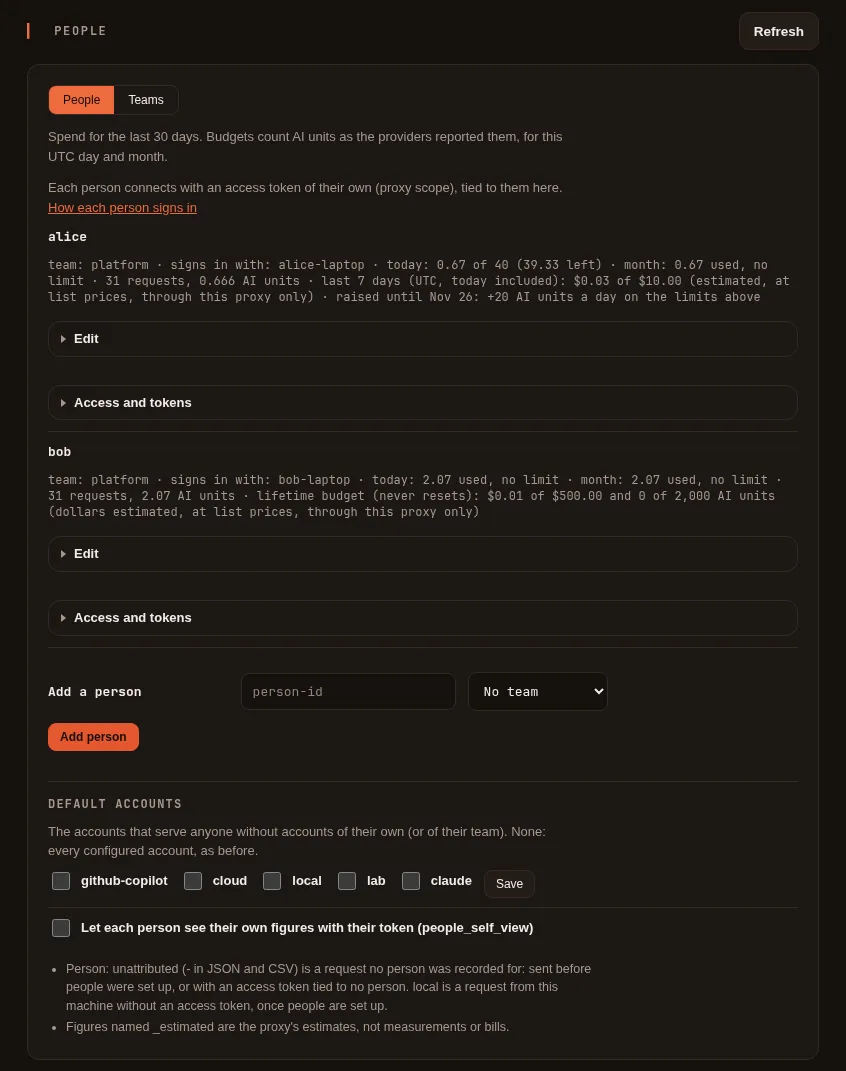 PEOPLE
Refresh
People
Teams
Spend for the last 30 days. Budgets count AI units as the providers reported them, for this
UTC day and month.
Each person connects with an access token of their own (proxy scope), tied to them here.
How each person signs in
alice
team: platform · signs in with: alice-laptop · today: 0.67 of 40 (39.33 left) · month: 0.67 used, no
limit · 31 requests, 0.666 AI units · last 7 days (UTC, today included): $0.03 of $10.00 (estimated, at
list prices, through this proxy only) · raised until Nov 26: +20 AI units a day on the limits above
Edit
Access and tokens
bob
team: platform · signs in with: bob-laptop · today: 2.07 used, no limit · month: 2.07 used, no limit ·
31 requests, 2.07 AI units · lifetime budget (never resets): $0.01 of $500.00 and 0 of 2,000 AI units
(dollars estimated, at list prices, through this proxy only)
Edit
Access and tokens
Add a person
person-id
No team
Add person
DEFAULT ACCOUNTS
The accounts that serve anyone without accounts of their own (or of their team). None:
every configured account, as before.
github-copilot
cloud
local
lab
claude
Save
Let each person see their own figures with their token (people_self_view)
• Person: unattributed (- in JSON and CSV) is a request no person was recorded for: sent before
people were set up, or with an access token tied to no person. local is a request from this
machine without an access token, once people are set up.
• Figures named _estimated are the proxy's estimates, not measurements or bills.